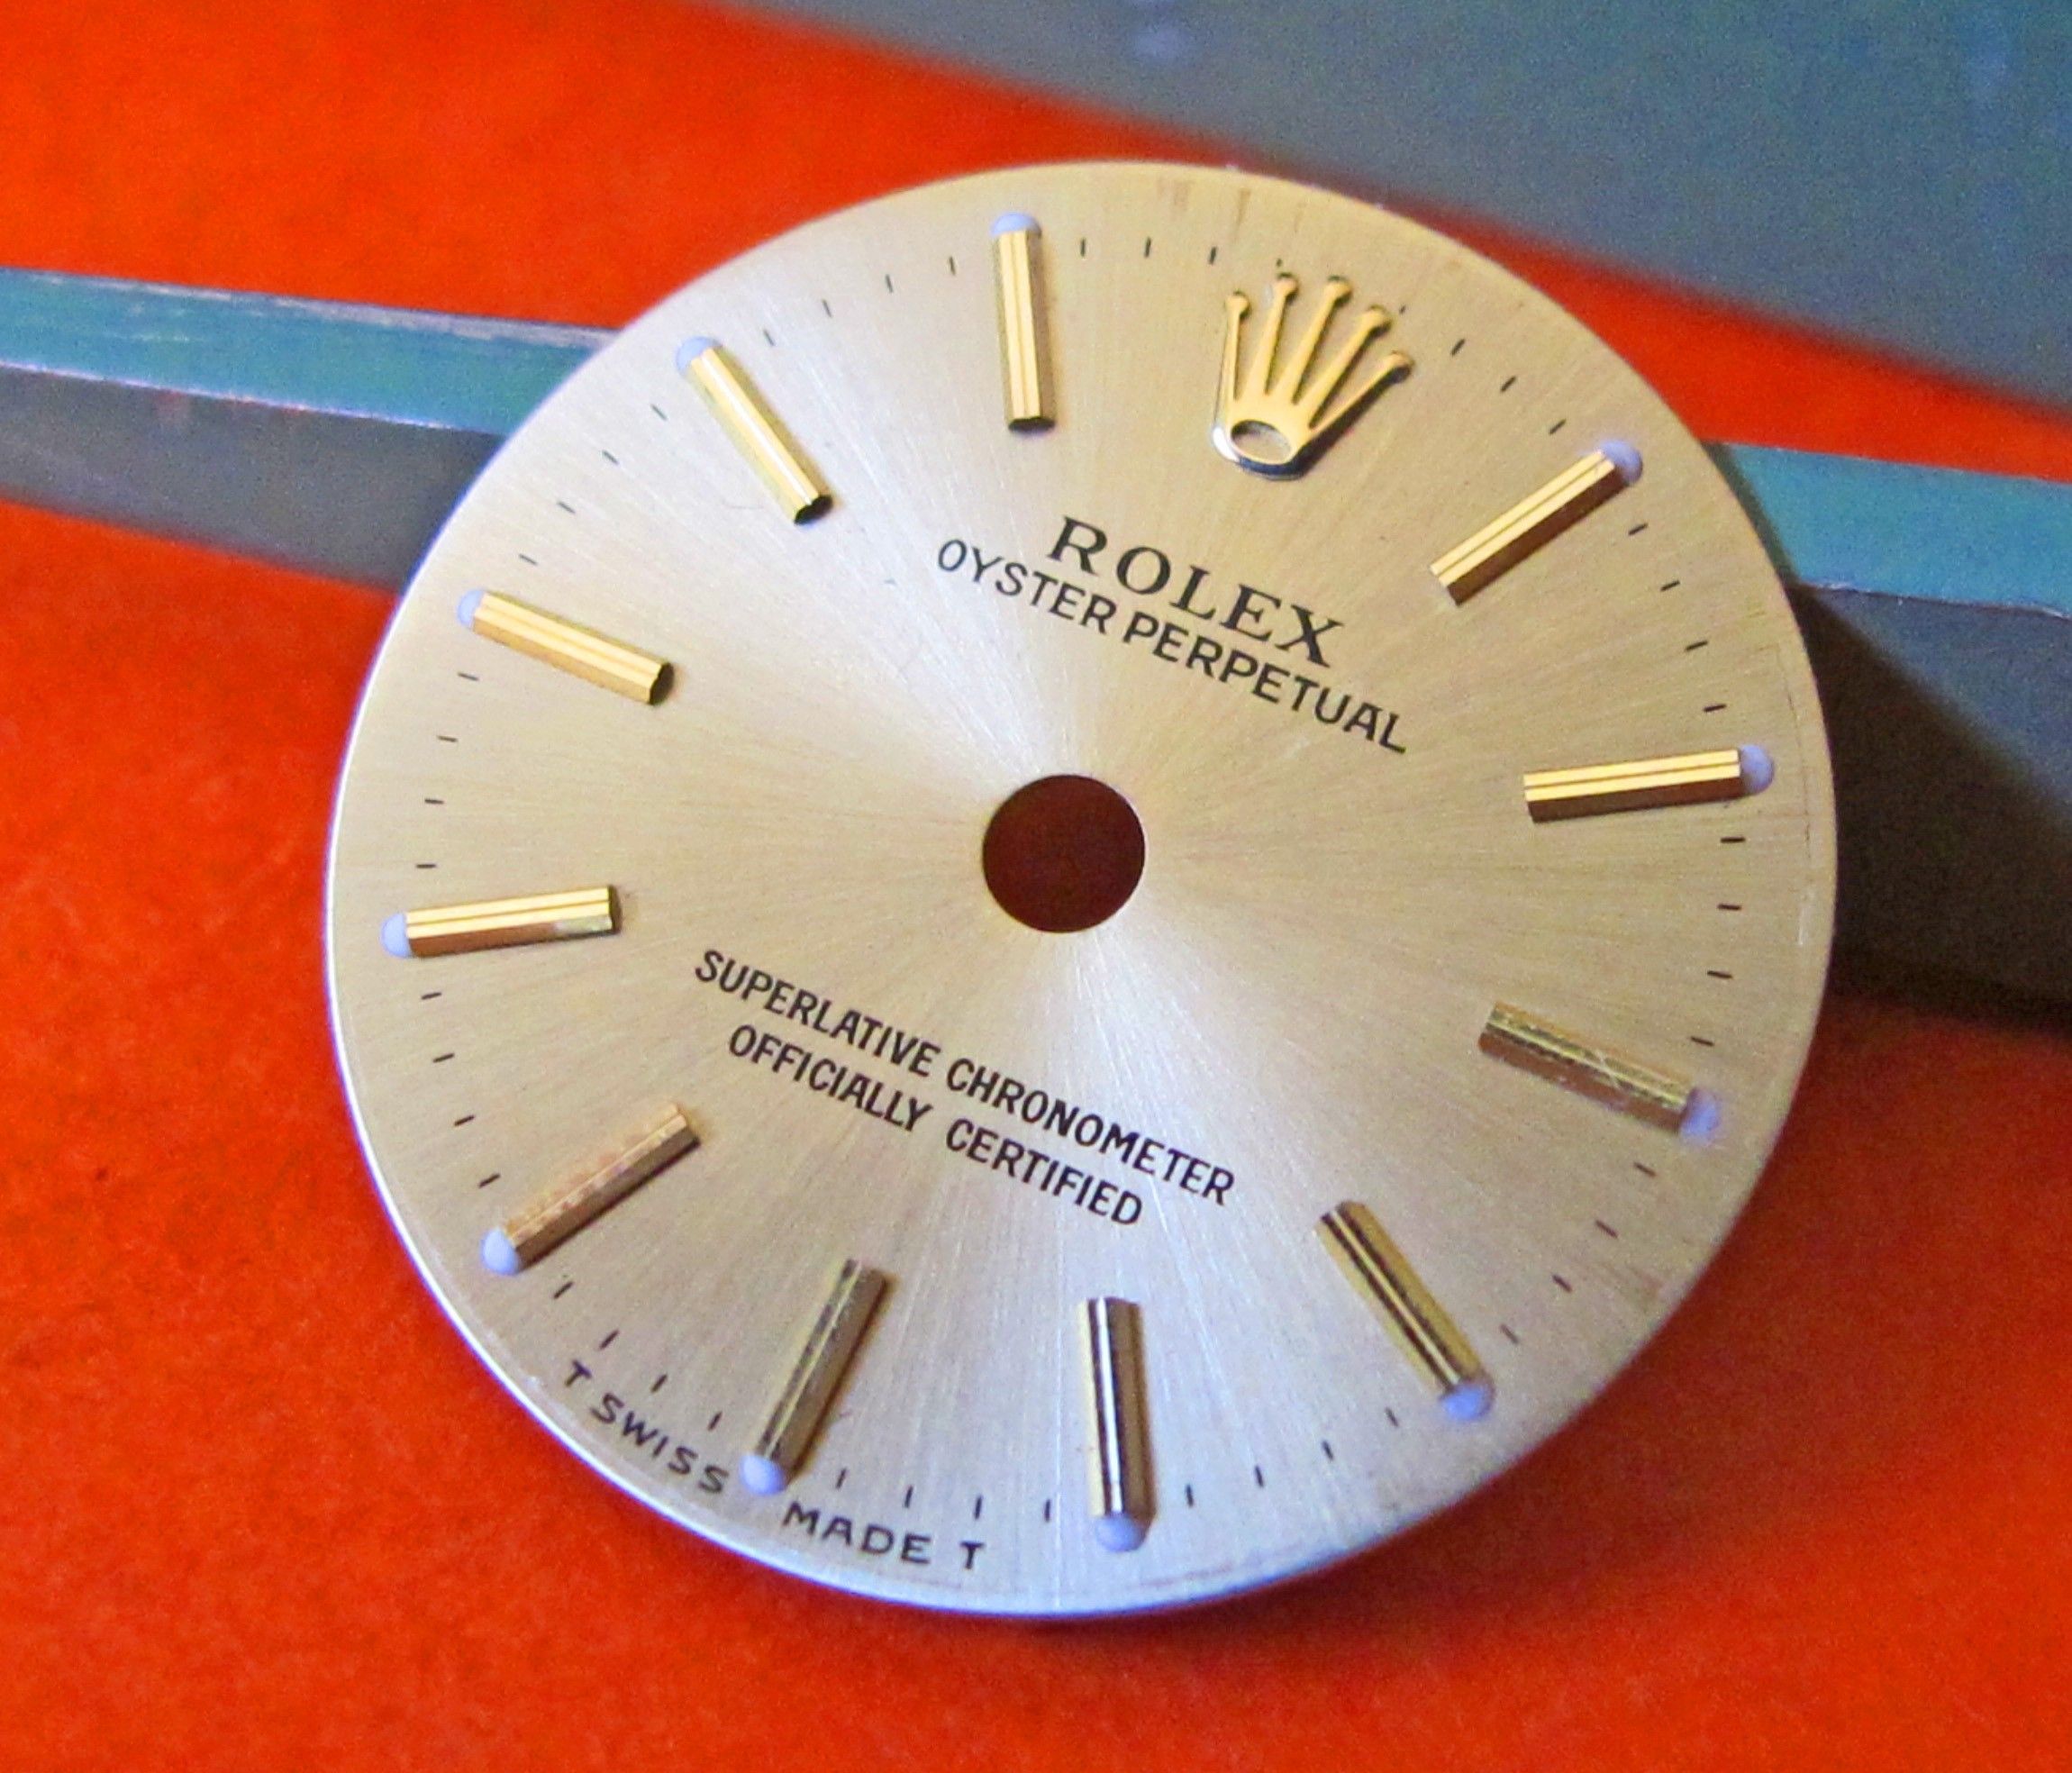 ROLEX
OYSTER PERPETUAL
SUPERLATIVE CHRONOMETER
OFFICIALLY CERTIFIED
T SWISS MADE T